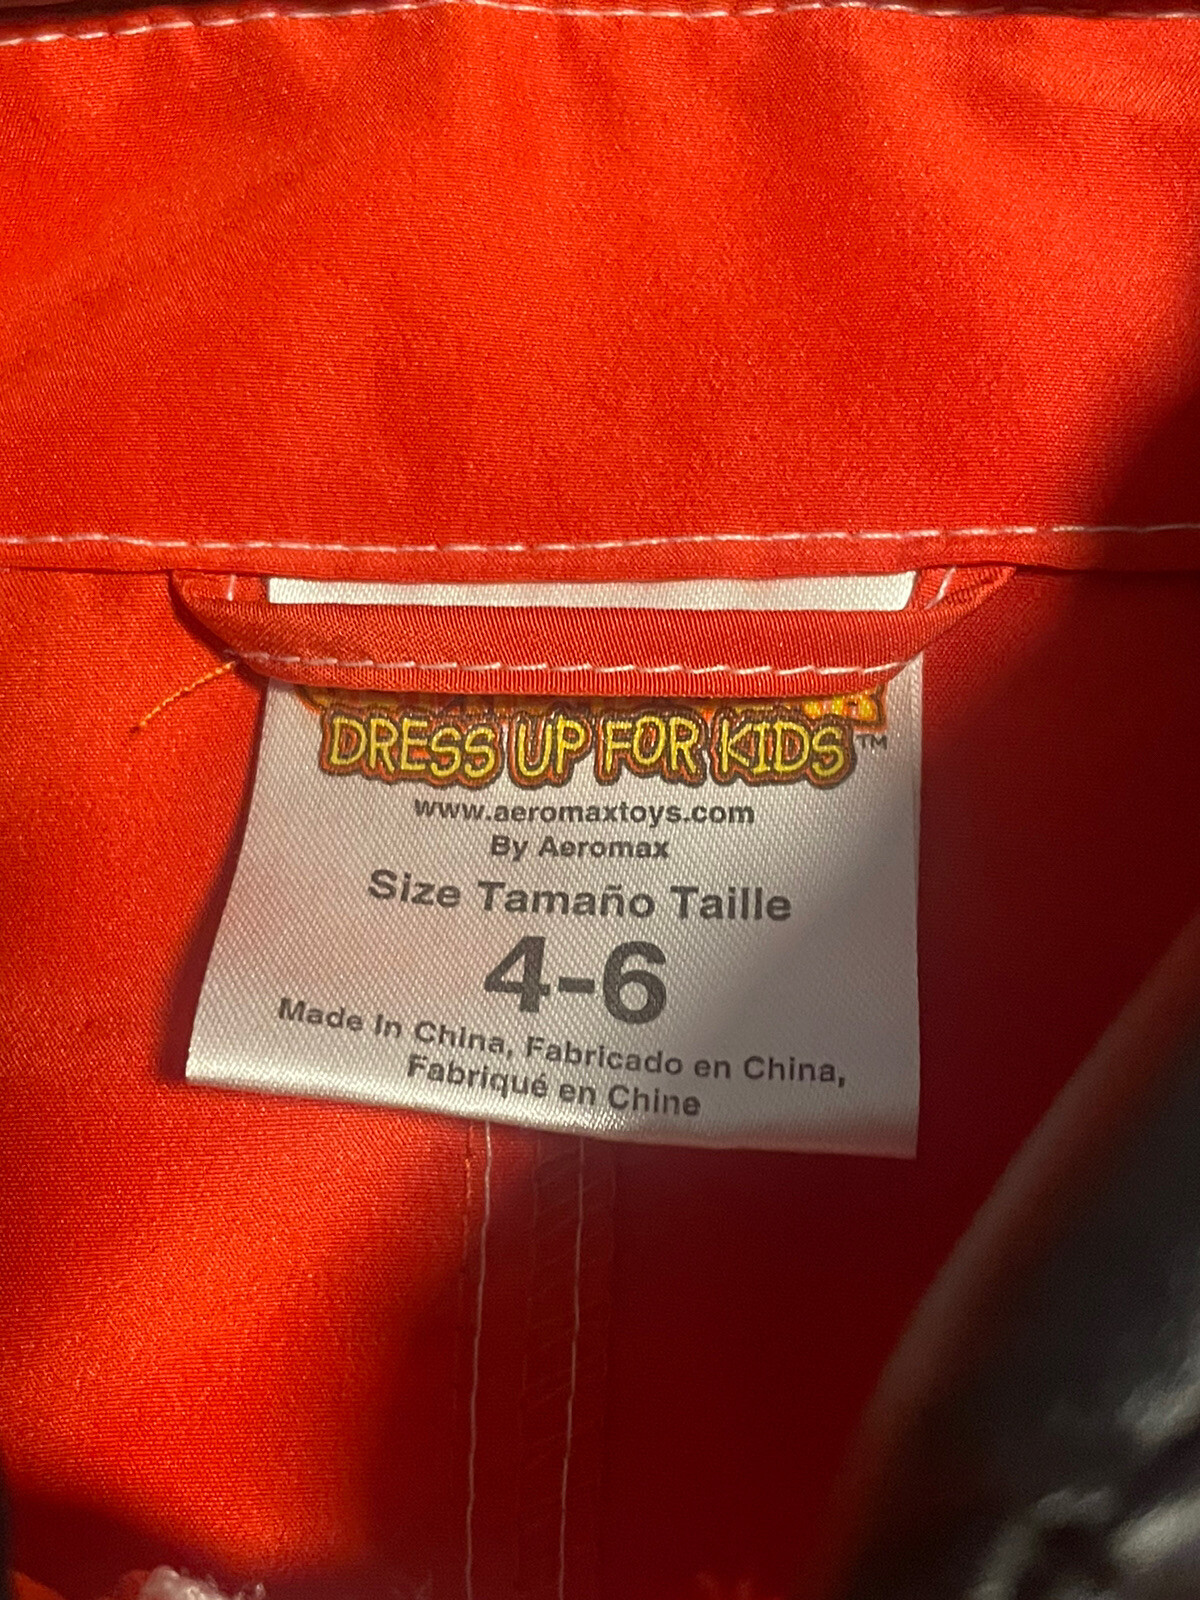 DRESS UP FOR KIDS™
www.aeromaxtoys.com
By Aeromax
Size Tamaño Taille
4-6
Made In China, Fabricado en China,
Fabriqué en Chine